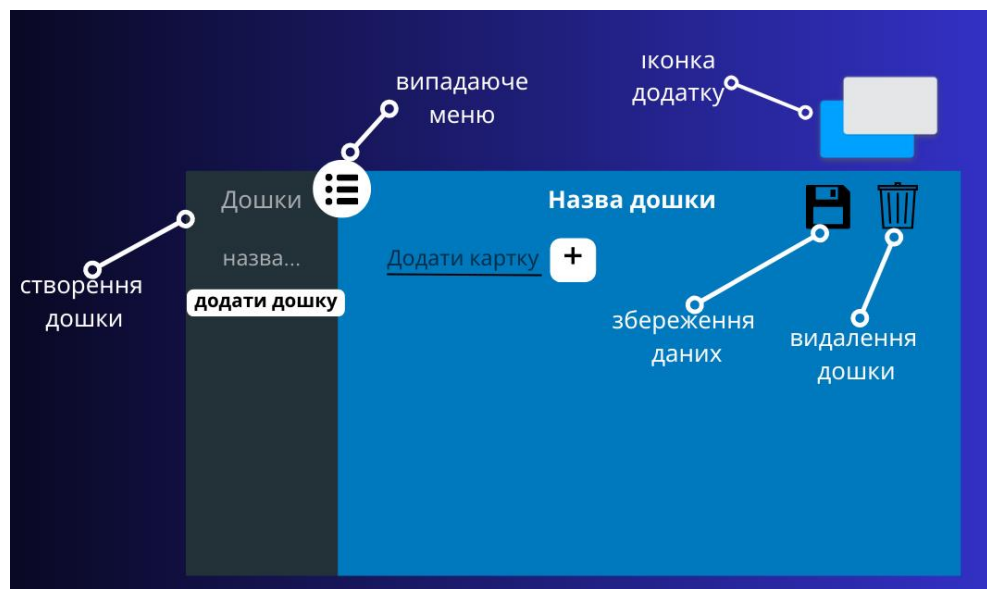 іконка
додатку
випадаюче
меню
Дошки
Назва дошки
назва...
Додати картку
+
створення
дошки
додати дошку
збереження
даних
видалення
дошки